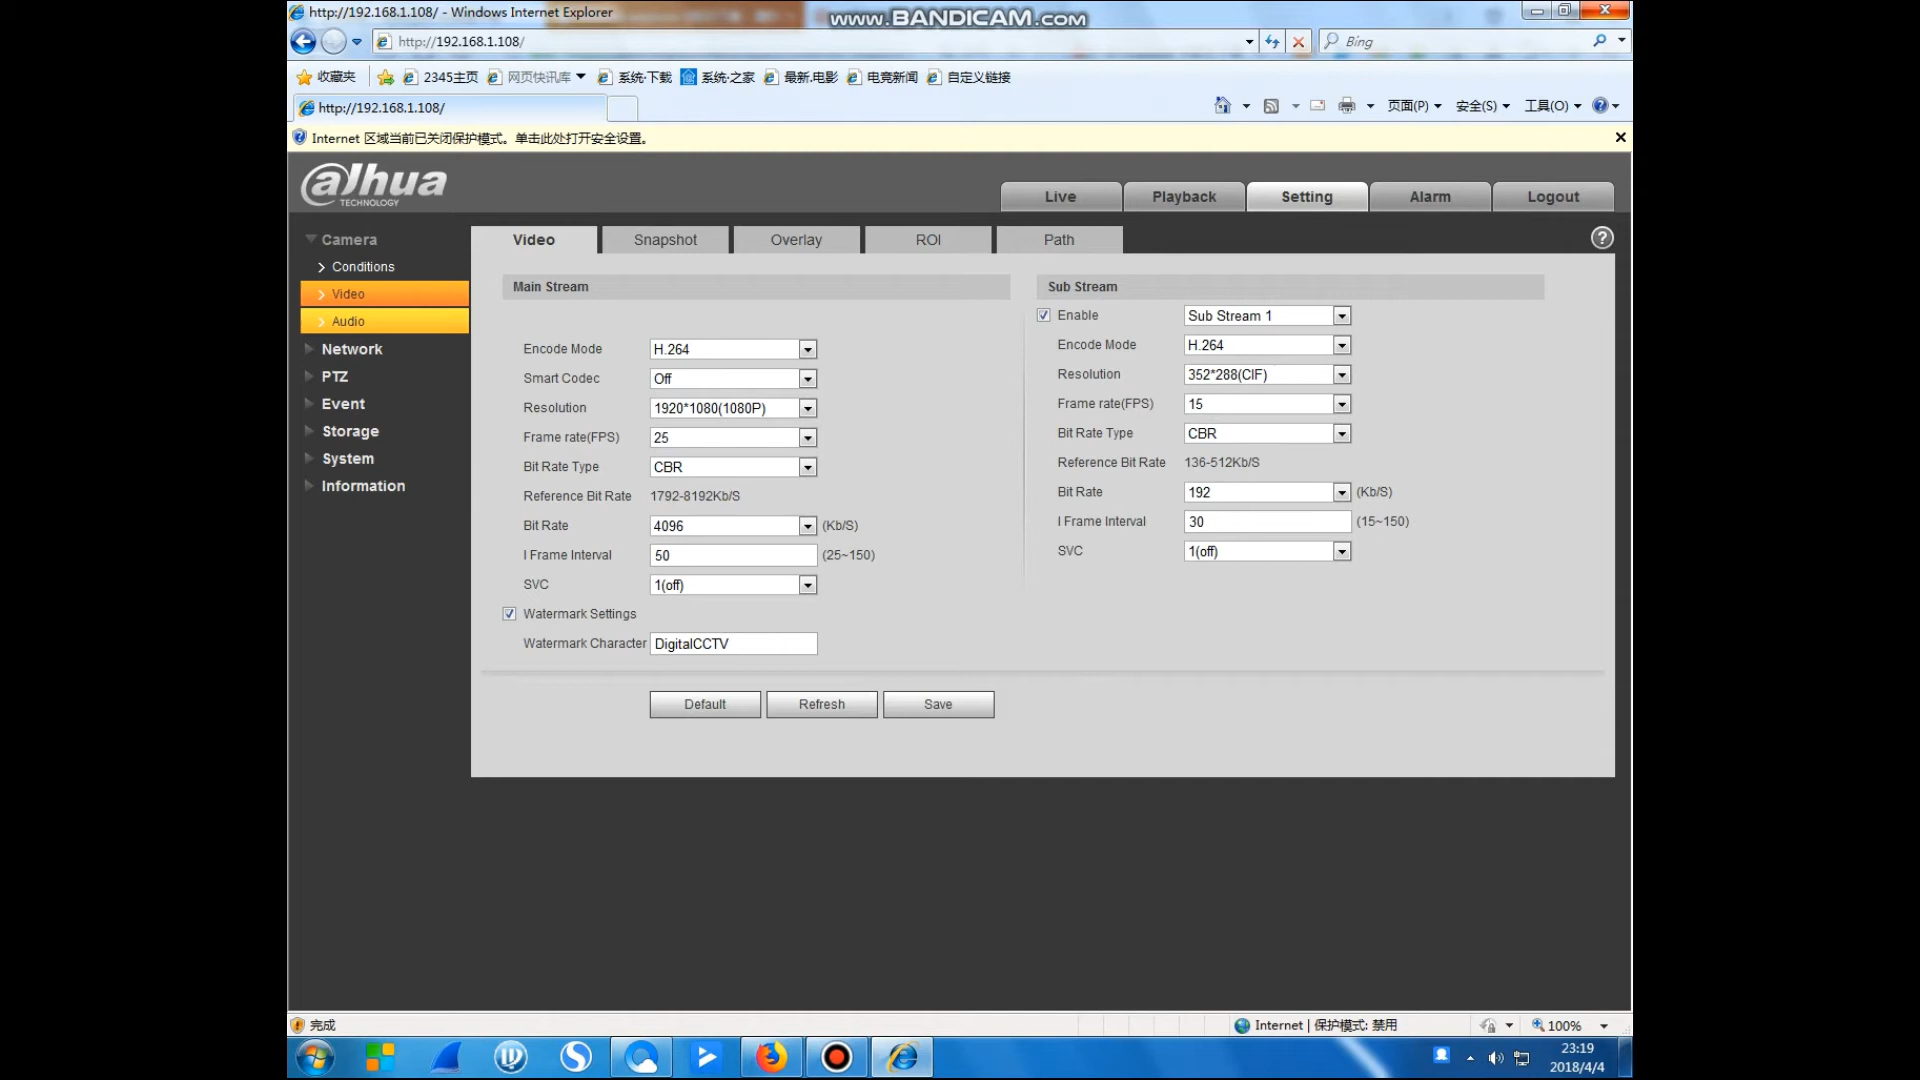 http://192.168.1.108/ - Windows Internet Explorer
www.BANDICAM.com
http://192.168.1.108/
Bing
收藏夹
2345主页
网页快讯库
系统·下载
系统·之家
最新.电影
电竞新闻
自定义链接
http://192.168.1.108/
页面(P)
安全(S)
工具(O)
Internet 区域当前已关闭保护模式。单击此处打开安全设置。
alhua
TECHNOLOGY
Live
Playback
Setting
Alarm
Logout
Camera
Conditions
Video
Audio
Network
PTZ
Event
Storage
System
Information
Video
Snapshot
Overlay
ROI
Path
Main Stream
Encode Mode H.264
Smart Codec Off
Resolution 1920*1080(1080P)
Frame rate(FPS) 25
Bit Rate Type CBR
Reference Bit Rate 1792-8192Kb/S
Bit Rate 4096 (Kb/S)
I Frame Interval 50 (25~150)
SVC 1(off)
Watermark Settings
Watermark Character DigitalCCTV
Sub Stream
Enable Sub Stream 1
Encode Mode H.264
Resolution 352*288(CIF)
Frame rate(FPS) 15
Bit Rate Type CBR
Reference Bit Rate 136-512Kb/S
Bit Rate 192 (Kb/S)
I Frame Interval 30 (15~150)
SVC 1(off)
Default
Refresh
Save
完成
Internet | 保护模式: 禁用
100%
23:19
2018/4/4